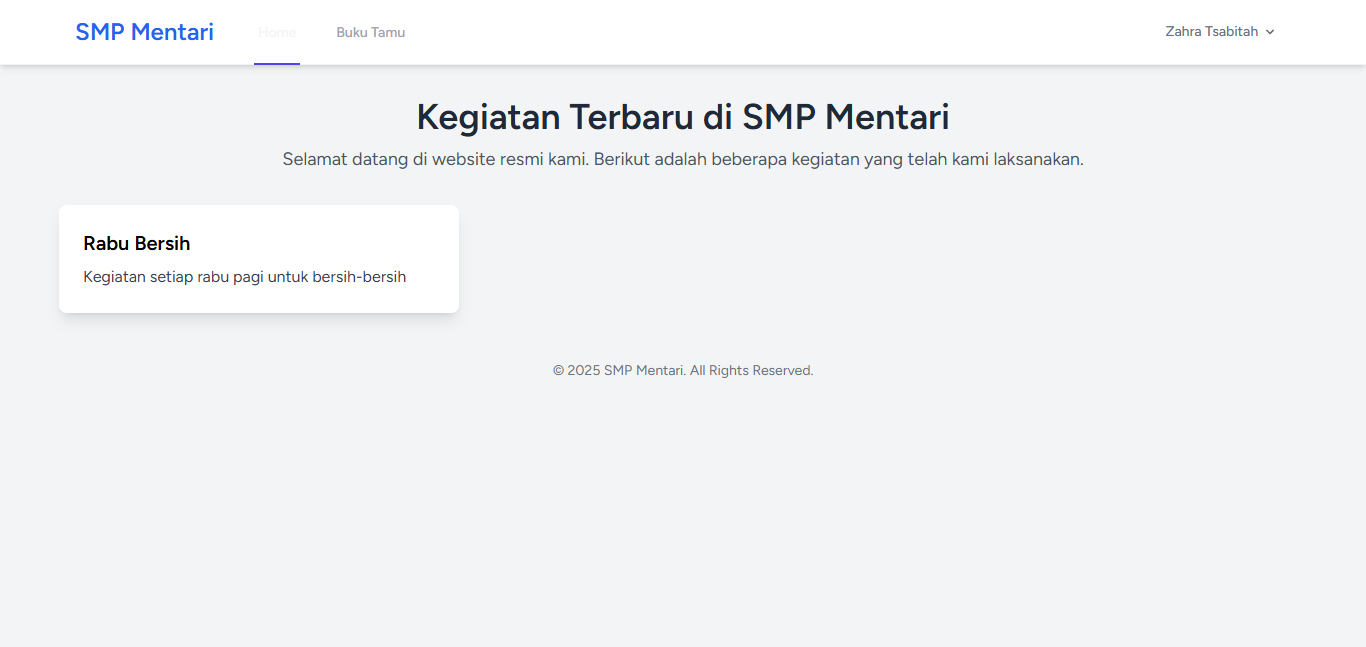 SMP Mentari
Home
Buku Tamu
Zahra Tsabitah
Kegiatan Terbaru di SMP Mentari
Selamat datang di website resmi kami. Berikut adalah beberapa kegiatan yang telah kami laksanakan.
Rabu Bersih
Kegiatan setiap rabu pagi untuk bersih-bersih
© 2025 SMP Mentari. All Rights Reserved.